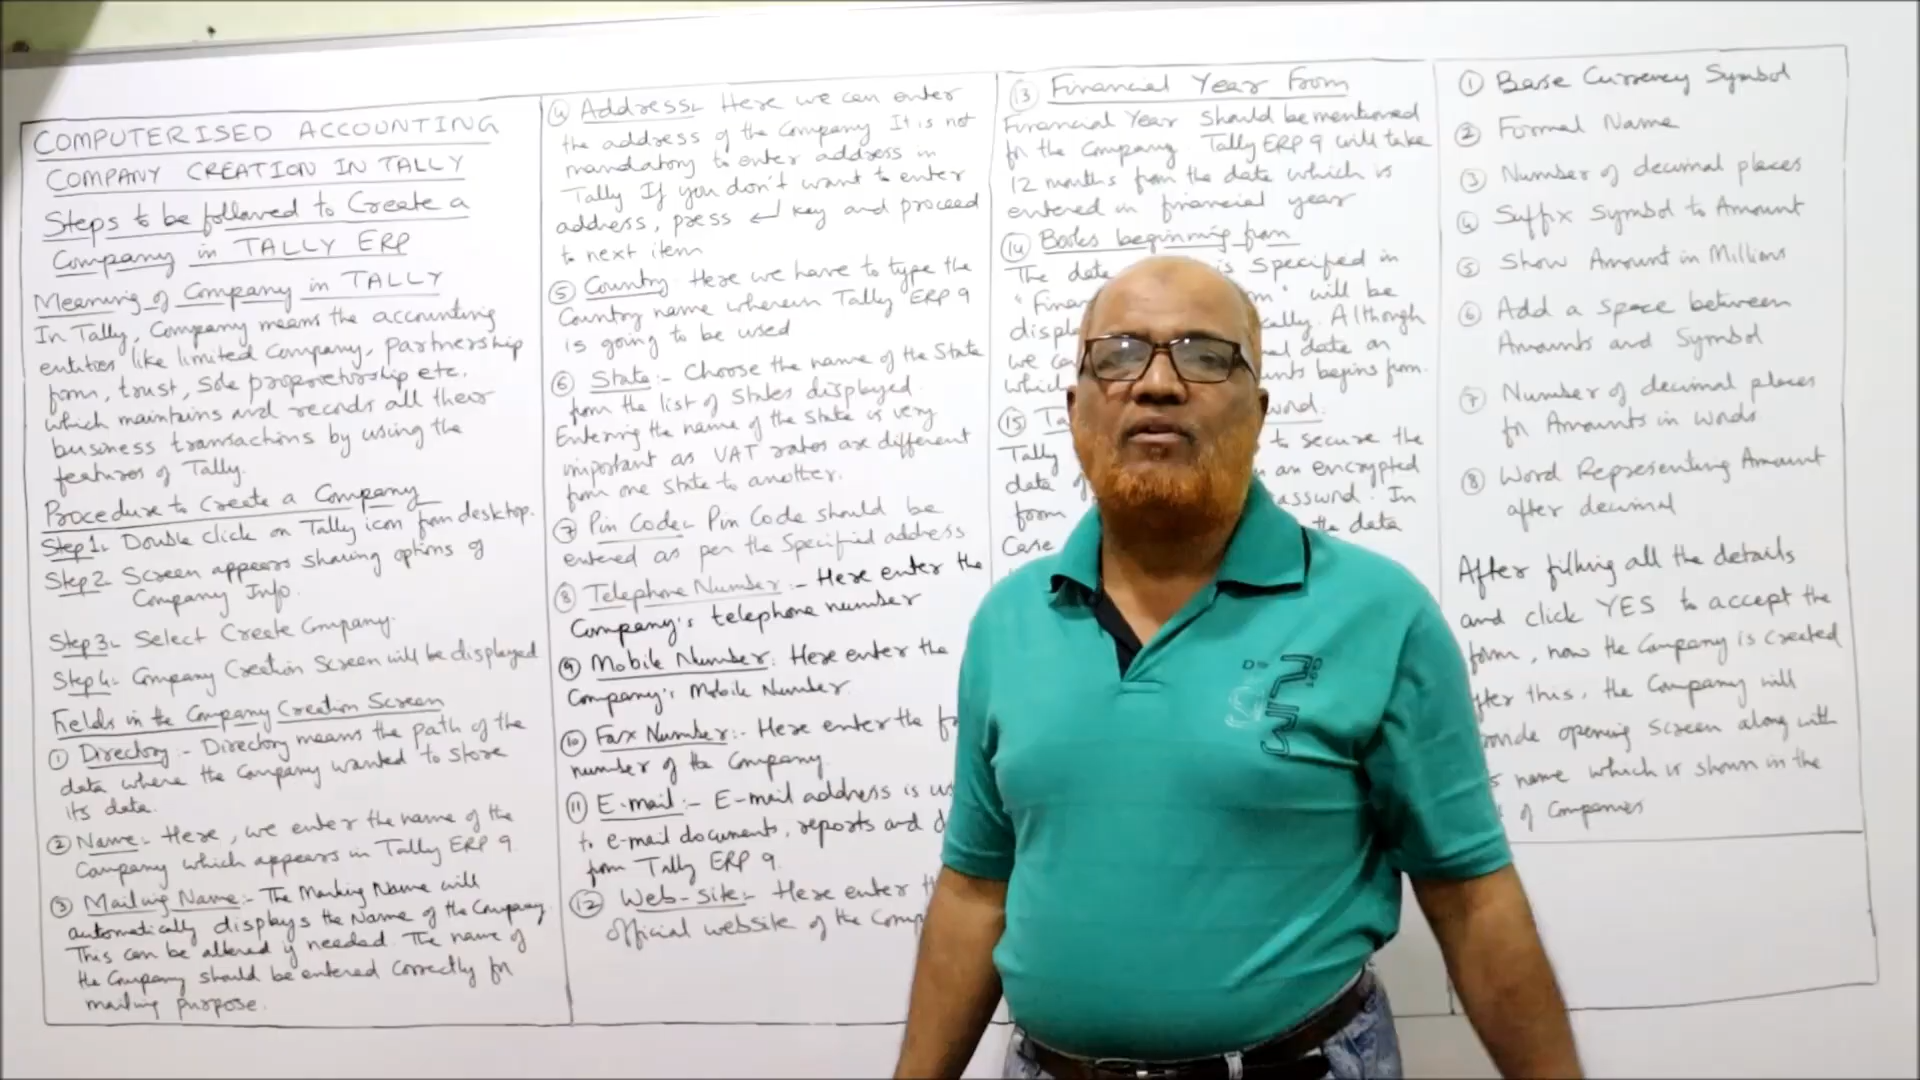 COMPUTERISED ACCOUNTING
COMPANY CREATION IN TALLY
Steps to be followed to Create a
Company in TALLY ERP
Meaning of Company in TALLY
In Tally, Company means the accounting
entities like limited Company, partnership
form, trust, sole proprietorship etc.
which maintains and records all their
business transactions by using the
features of Tally.
Procedure to Create a Company
Step 1:- Double click on Tally icon from desktop.
Step 2- Screen appears sharing options of
Company Info.
Step 3:- Select Create Company.
Step 4:- Company Creation Screen will be displayed
Fields in the Company Creation Screen
① Directory :- Directory means the path of the
data where the Company wanted to store
its data.
② Name:- Here, we enter the name of the
Company which appears in Tally ERP 9
③ Mailing Name:- The Mailing Name will
automatically displays the Name of the Company.
This can be altered if needed. The name of
the Company should be entered correctly for
mailing purpose.
④ Address:- Here we can enter
the address of the Company It is not
mandatory to enter address in
Tally If you don't want to enter
address, press ↵ key and proceed
to next item
⑤ Country: Here we have to type the
Country name wherein Tally ERP 9
is going to be used
⑥ State:- Choose the name of the State
from the list of States displayed.
Entering the name of the State is very
important as VAT rates are different
from one state to another.
⑦ Pin Code:- Pin Code should be
entered as per the Specified address
⑧ Telephone Number:- Here enter the
Company's telephone number
⑨ Mobile Number: Here enter the
Company's Mobile Number.
⑩ Fax Number:- Here enter the
number of the Company.
⑪ E-mail:- E-mail address is
to e-mail documents, reports and
from Tally ERP 9.
⑫ Web-site:- Here enter
official website of the
⑬ Financial Year From
Financial Year should be mentioned
for the Company Tally ERP 9 will take
12 months from the date which is
entered in financial year
⑭ Books beginning from
The date is specified in
will be
Although
we date on
which begins from.
⑮
Tally to secure the
data an encrypted
form In
Case the data
① Base Currency Symbol
② Formal Name
③ Number of decimal places
④ Suffix Symbol to Amount
⑤ Show Amount in Millions
⑥ Add a space between
Amounts and Symbol
⑦ Number of decimal places
for Amounts in words
⑧ Word Representing Amount
after decimal
After filling all the details
and click YES to accept the
form, now the Company is created
this, the Company will
opening screen along with
name which is shown in the
of Companies